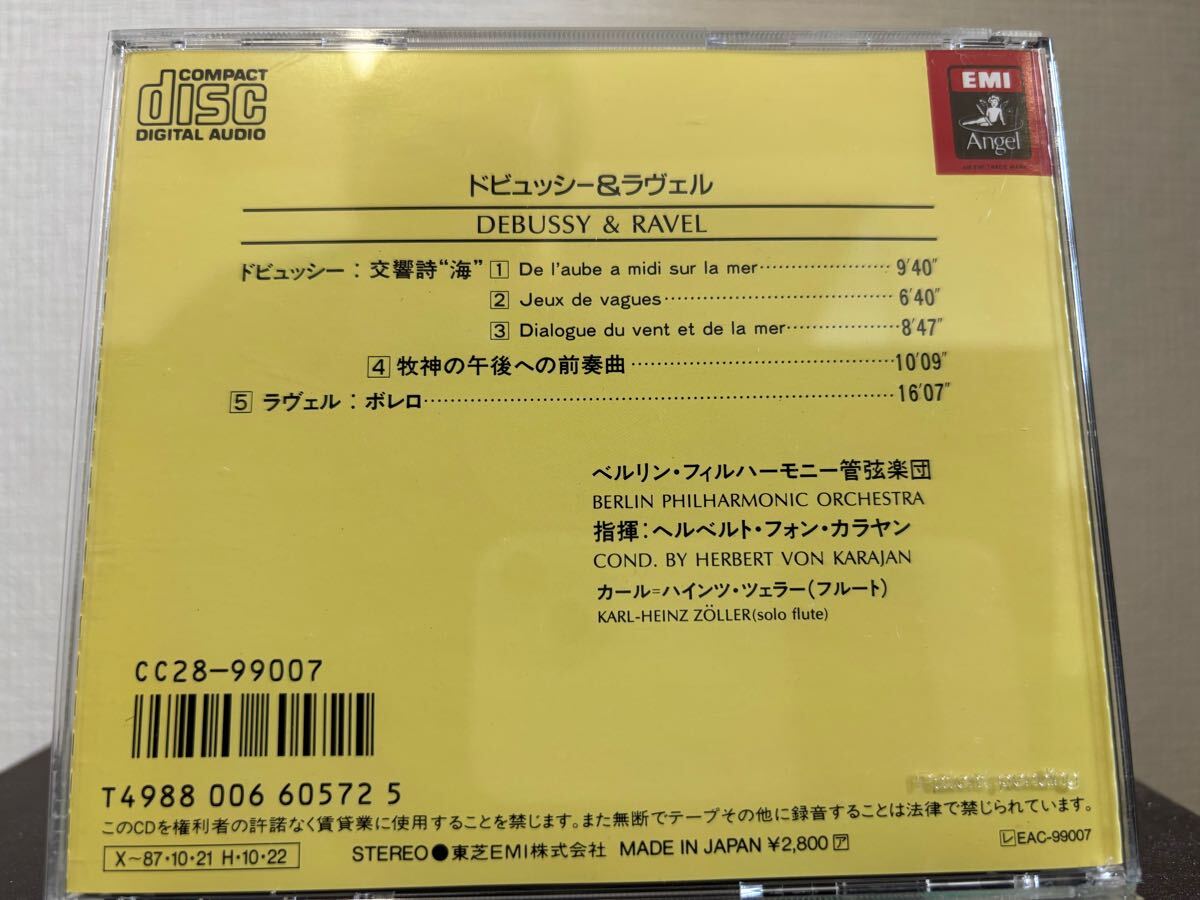 COMPACT
disc
DIGITAL AUDIO
EMI
Angel
ドビュッシー&ラヴェル
DEBUSSY & RAVEL
ドビュッシー：交響詩“海” 1 De l'aube a midi sur la mer 9'40"
2 Jeux de vagues 6'40"
3 Dialogue du vent et de la mer 8'47"
4 牧神の午後への前奏曲 10'09"
5 ラヴェル：ボレロ 16'07"
ベルリン・フィルハーモニー管弦楽団
BERLIN PHILHARMONIC ORCHESTRA
指揮：ヘルベルト・フォン・カラヤン
COND. BY HERBERT VON KARAJAN
カール＝ハインツ・ツェラー(フルート)
KARL-HEINZ ZÖLLER(solo flute)
CC28-99007
T4988 006 60572 5
Patent pending
このCDを権利者の許諾なく賃貸業に使用することを禁じます。また無断でテープその他に録音することは法律で禁じられています。
X~87・10・21 H・10・22
STEREO●東芝EMI株式会社 MADE IN JAPAN ¥2,800 ア
レ EAC-99007